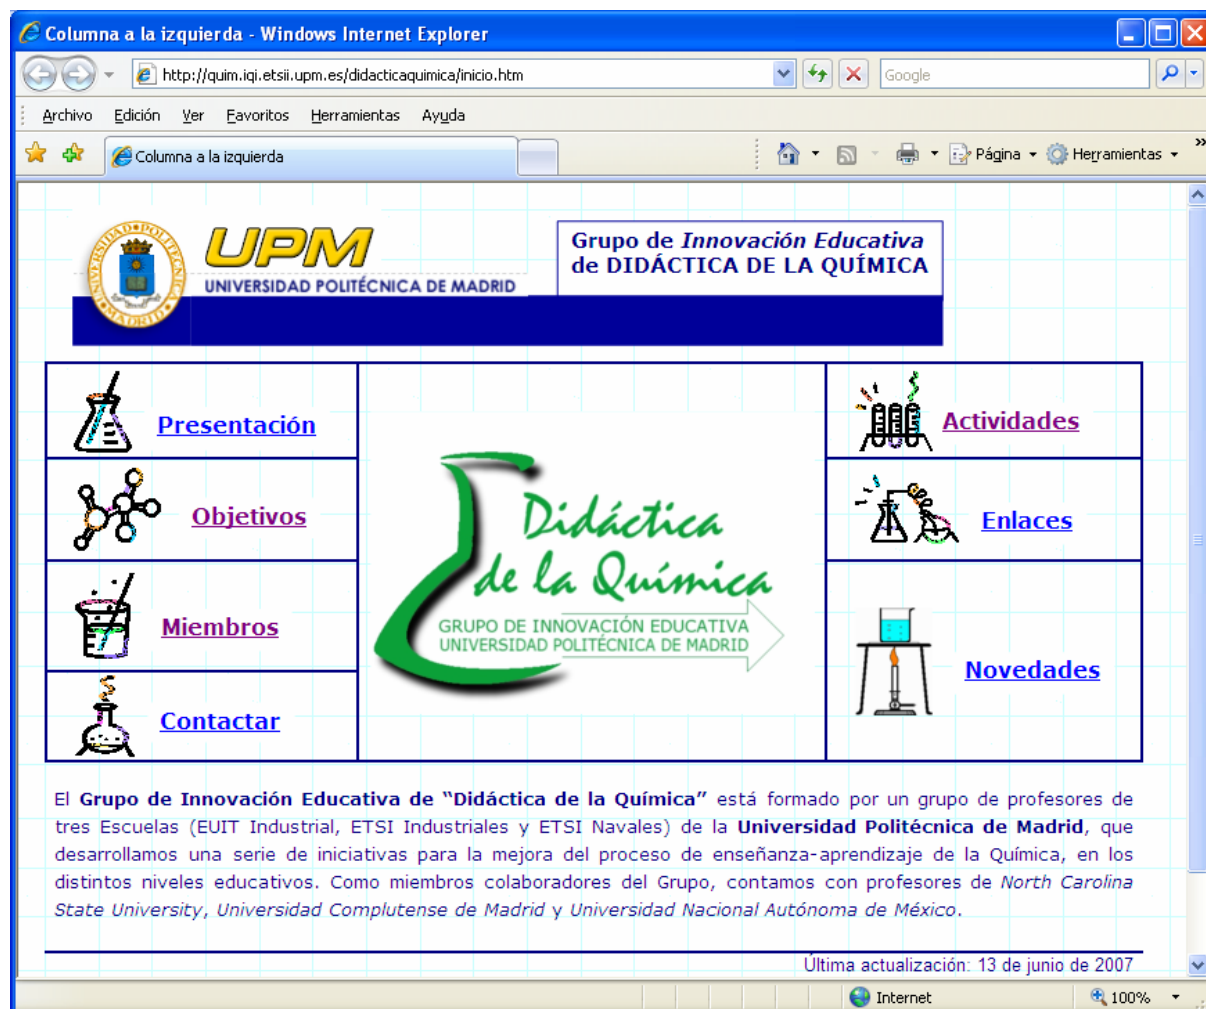 Columna a la izquierda - Windows Internet Explorer
http://quim.iqi.etsii.upm.es/didacticaquimica/inicio.htm
Google
Archivo Edición Ver Favoritos Herramientas Ayuda
Columna a la izquierda
Página Herramientas
UNIVERSIDAD POLITÉCNICA MADRID
UPM
UNIVERSIDAD POLITÉCNICA DE MADRID
Grupo de Innovación Educativa
de DIDÁCTICA DE LA QUÍMICA
Presentación
Objetivos
Miembros
Contactar
Didáctica
de la Química
GRUPO DE INNOVACIÓN EDUCATIVA
UNIVERSIDAD POLITÉCNICA DE MADRID
Actividades
Enlaces
Novedades
El Grupo de Innovación Educativa de “Didáctica de la Química” está formado por un grupo de profesores de
tres Escuelas (EUIT Industrial, ETSI Industriales y ETSI Navales) de la Universidad Politécnica de Madrid, que
desarrollamos una serie de iniciativas para la mejora del proceso de enseñanza-aprendizaje de la Química, en los
distintos niveles educativos. Como miembros colaboradores del Grupo, contamos con profesores de North Carolina
State University, Universidad Complutense de Madrid y Universidad Nacional Autónoma de México.
Última actualización: 13 de junio de 2007
Internet
100%